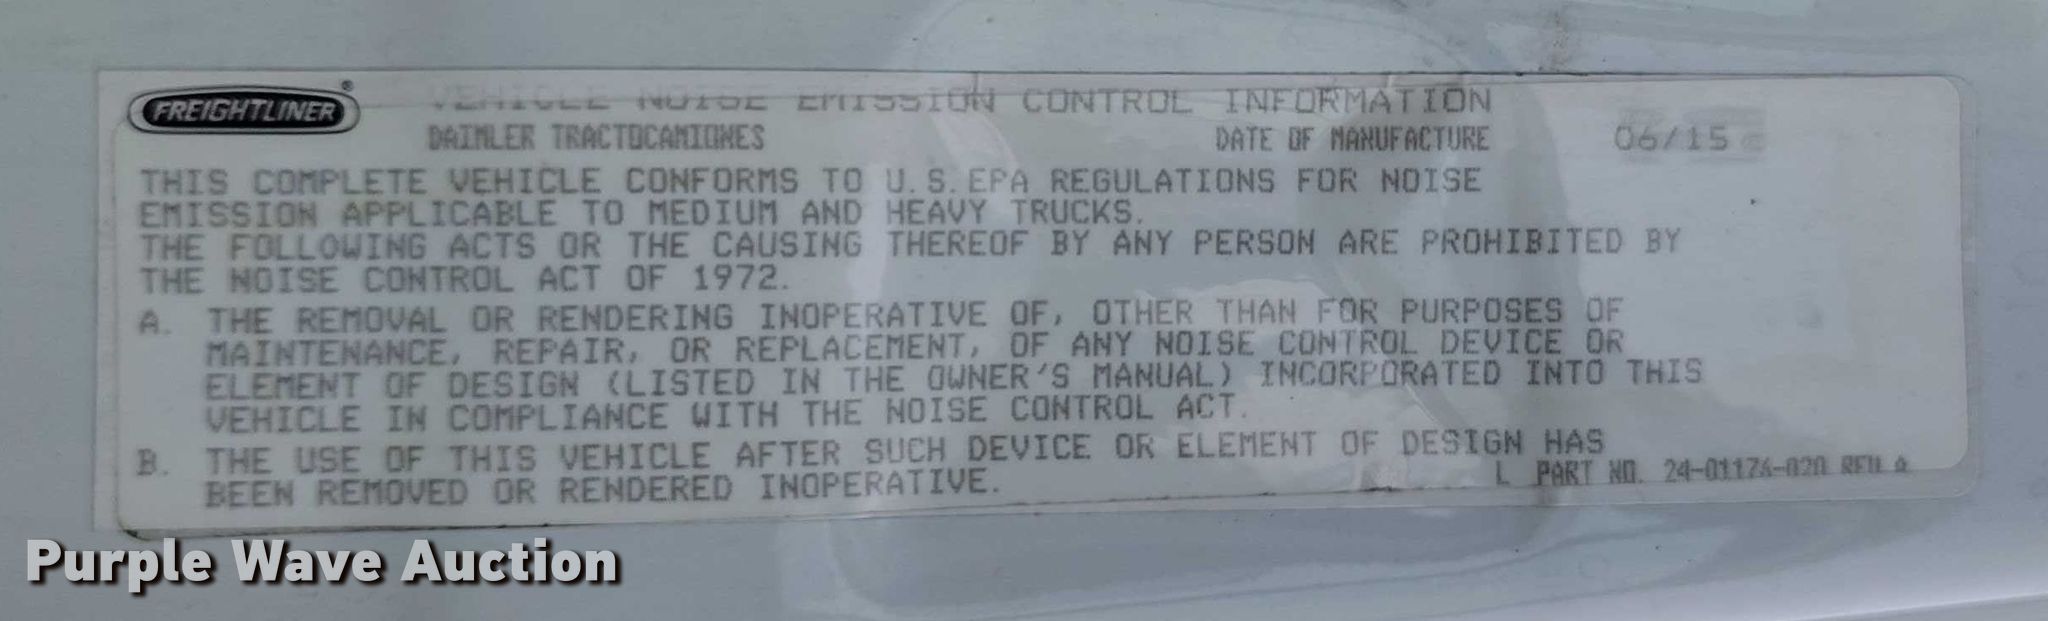 FREIGHTLINER®
VEHICLE NOISE EMISSION CONTROL INFORMATION
DAIMLER TRACTOCAMIONES DATE OF MANUFACTURE 06/15
THIS COMPLETE VEHICLE CONFORMS TO U.S.EPA REGULATIONS FOR NOISE
EMISSION APPLICABLE TO MEDIUM AND HEAVY TRUCKS.
THE FOLLOWING ACTS OR THE CAUSING THEREOF BY ANY PERSON ARE PROHIBITED BY
THE NOISE CONTROL ACT OF 1972.
A. THE REMOVAL OR RENDERING INOPERATIVE OF, OTHER THAN FOR PURPOSES OF
MAINTENANCE, REPAIR, OR REPLACEMENT, OF ANY NOISE CONTROL DEVICE OR
ELEMENT OF DESIGN (LISTED IN THE OWNER'S MANUAL) INCORPORATED INTO THIS
VEHICLE IN COMPLIANCE WITH THE NOISE CONTROL ACT.
B. THE USE OF THIS VEHICLE AFTER SUCH DEVICE OR ELEMENT OF DESIGN HAS
BEEN REMOVED OR RENDERED INOPERATIVE.
L PART NO. 24-01176-020 REV A
Purple Wave Auction